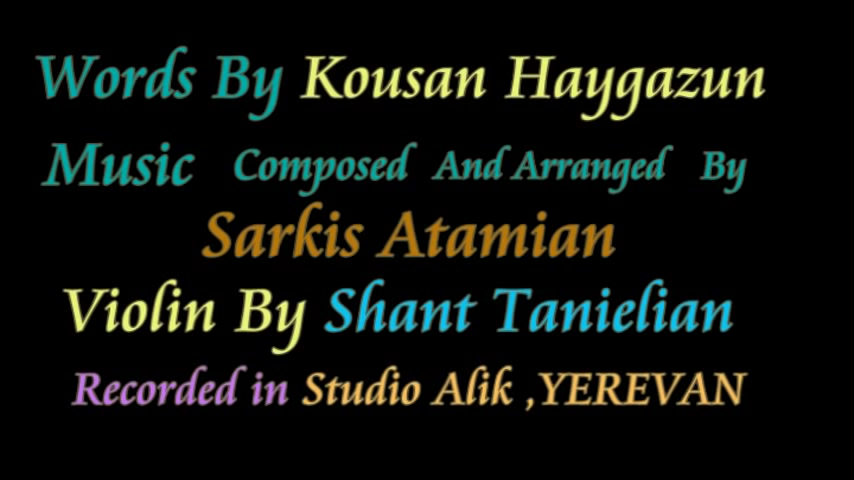 Words By Kousan Haygazun
Music Composed And Arranged By
Sarkis Atamian
Violin By Shant Tanielian
Recorded in Studio Alik ,YEREVAN